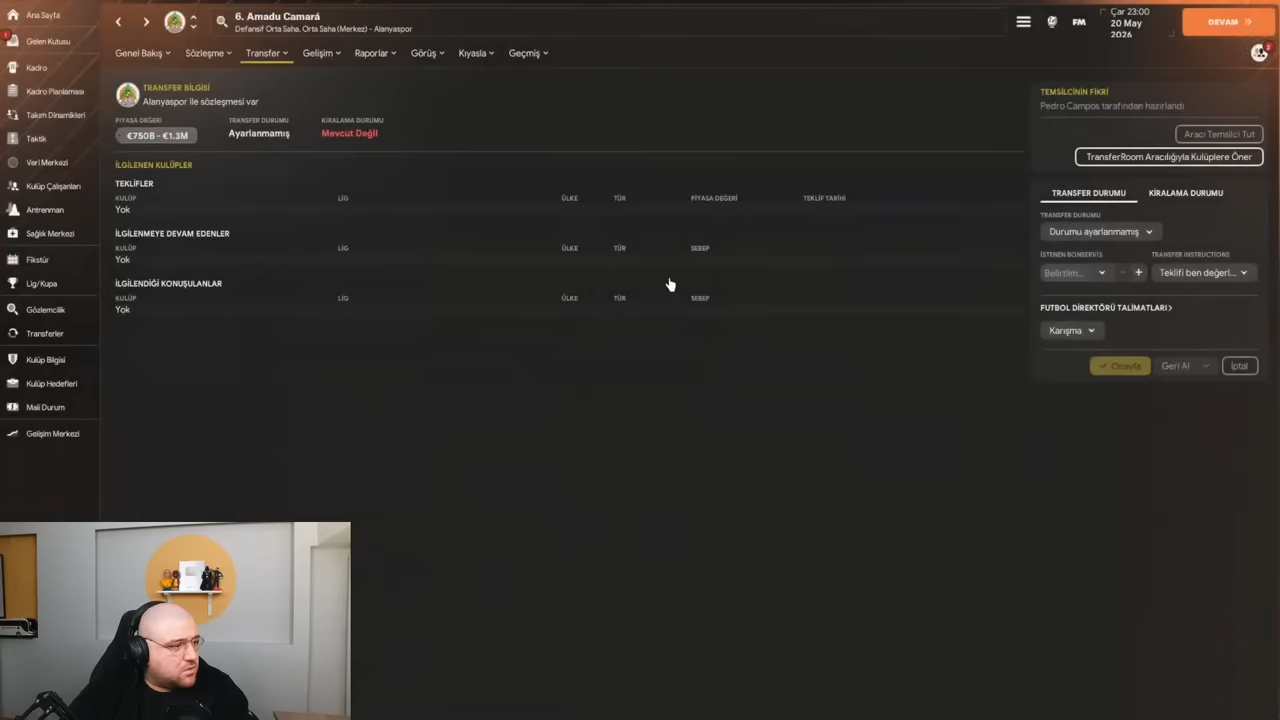 Ana Sayfa
Gelen Kutusu
Kadro
Kadro Planlaması
Takım Dinamikleri
Taktik
Veri Merkezi
Kulüp Çalışanları
Antrenman
Sağlık Merkezi
Fikstür
Lig/Kupa
Gözlemcilik
Transferler
Kulüp Bilgisi
Kulüp Hedefleri
Mali Durum
Gelişim Merkezi
6. Amadu Camará
Defansif Orta Saha, Orta Saha (Merkez) - Alanyaspor
FM
Çar 23:00
20 May
2026
DEVAM
2
Genel Bakış
Sözleşme
Transfer
Gelişim
Raporlar
Görüş
Kıyasla
Geçmiş
TRANSFER BİLGİSİ
Alanyaspor ile sözleşmesi var
PİYASA DEĞERİ
€750B - €1.3M
TRANSFER DURUMU
Ayarlanmamış
KİRALAMA DURUMU
Mevcut Değil
İLGİLENEN KULÜPLER
TEKLİFLER
KULÜP LİG ÜLKE TÜR PİYASA DEĞERİ TEKLİF TARİHİ
Yok
İLGİLENMEYE DEVAM EDENLER
KULÜP LİG ÜLKE TÜR SEBEP
Yok
İLGİLENDİĞİ KONUŞULANLAR
KULÜP LİG ÜLKE TÜR SEBEP
Yok
TEMSİLCİNİN FİKRİ
Pedro Campos tarafından hazırlandı
Aracı Temsilci Tut
TransferRoom Aracılığıyla Kulüplere Öner
TRANSFER DURUMU KİRALAMA DURUMU
TRANSFER DURUMU
Durumu ayarlanmamış
İSTENEN BONSERVİS TRANSFER INSTRUCTIONS
Belirtilm... − + Teklifi ben değerl...
FUTBOL DİREKTÖRÜ TALİMATLARI>
Karışma
Onayla Geri Al İptal